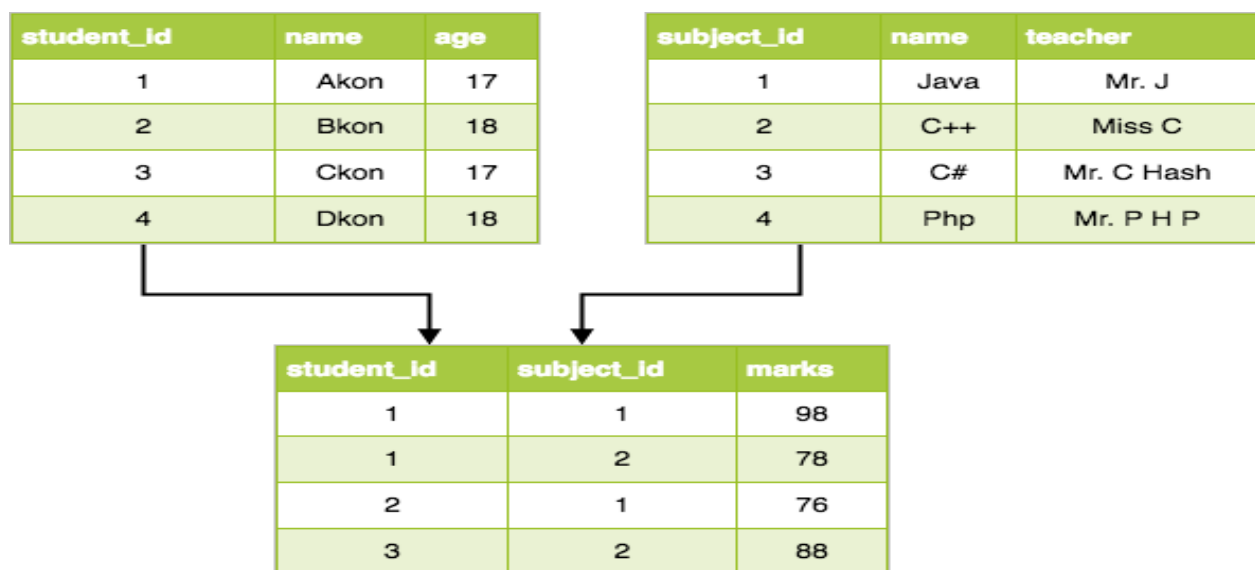 student_id name age
1 Akon 17
2 Bkon 18
3 Ckon 17
4 Dkon 18
subject_id name teacher
1 Java Mr. J
2 C++ Miss C
3 C# Mr. C Hash
4 Php Mr. P H P
student_id subject_id marks
1 1 98
1 2 78
2 1 76
3 2 88